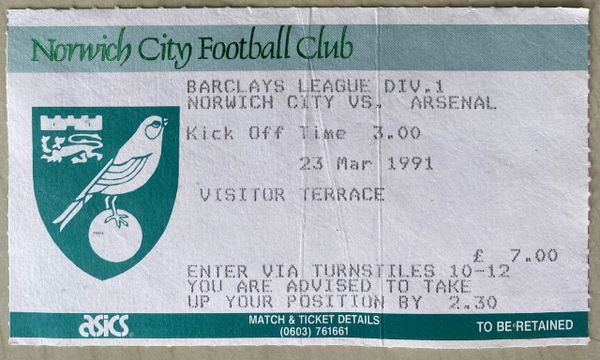 Norwich City Football Club
BARCLAYS LEAGUE DIV.1
NORWICH CITY VS. ARSENAL
Kick Off Time 3.00
23 Mar 1991
VISITOR TERRACE
£ 7.00
ENTER VIA TURNSTILES 10-12
YOU ARE ADVISED TO TAKE
UP YOUR POSITION BY 2.30
asics
MATCH & TICKET DETAILS
(0603) 761661
TO BE RETAINED